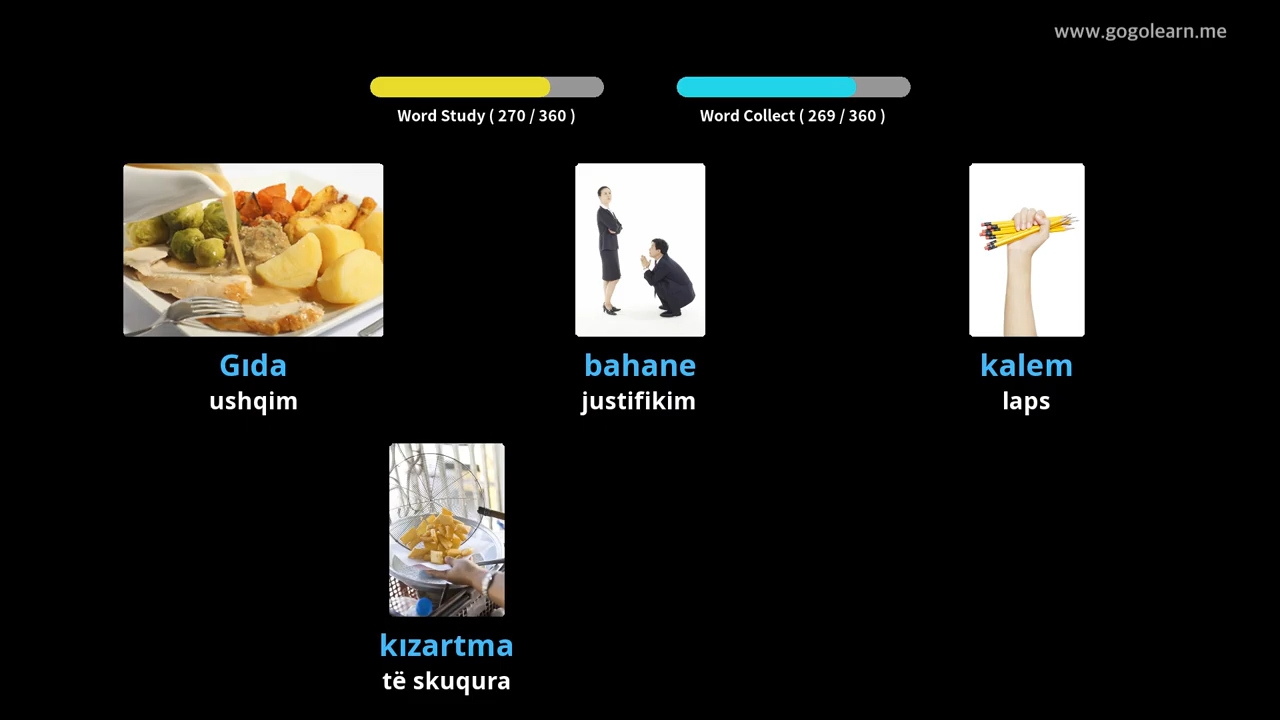 www.gogolearn.me
Word Study ( 270 / 360 )
Word Collect ( 269 / 360 )
Gıda
ushqim
bahane
justifikim
kalem
laps
kızartma
të skuqura